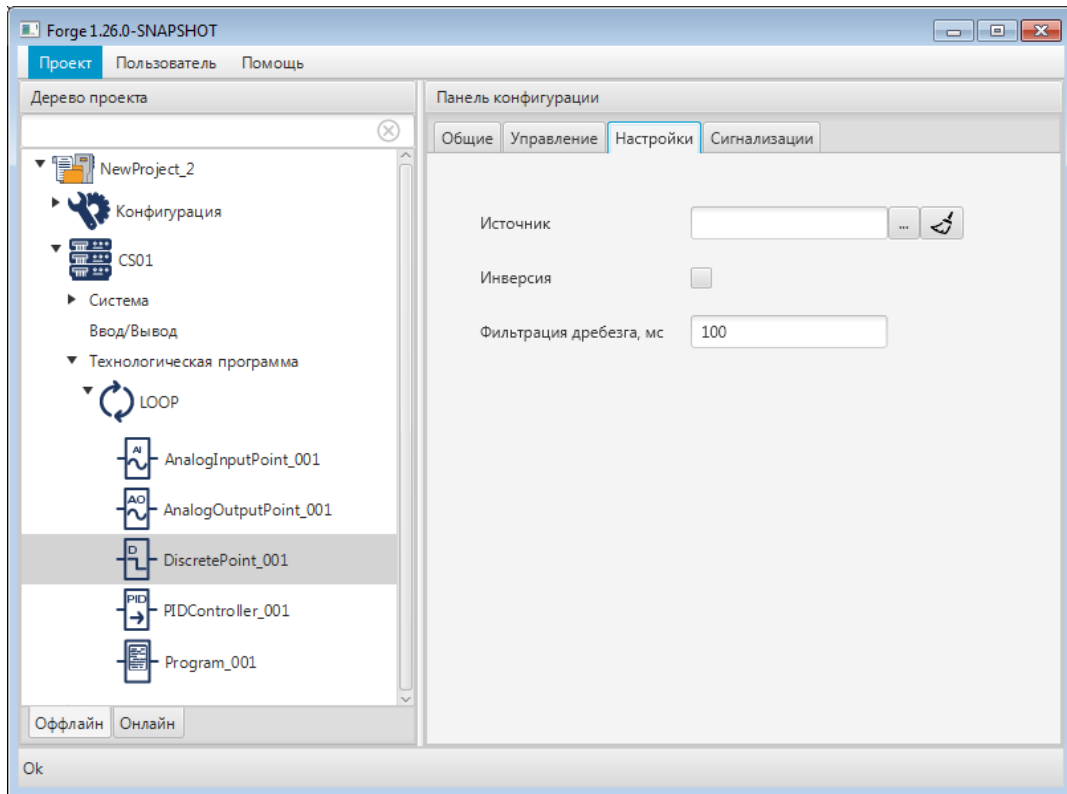 Forge 1.26.0-SNAPSHOT
Проект Пользователь Помощь
Дерево проекта
NewProject_2
Конфигурация
CS01
Система
Ввод/Вывод
Технологическая программа
LOOP
AI AnalogInputPoint_001
AO AnalogOutputPoint_001
D DiscretePoint_001
PID PIDController_001
Program_001
Оффлайн Онлайн
Панель конфигурации
Общие Управление Настройки Сигнализации
Источник ...
Инверсия
Фильтрация дребезга, мс 100
Ok